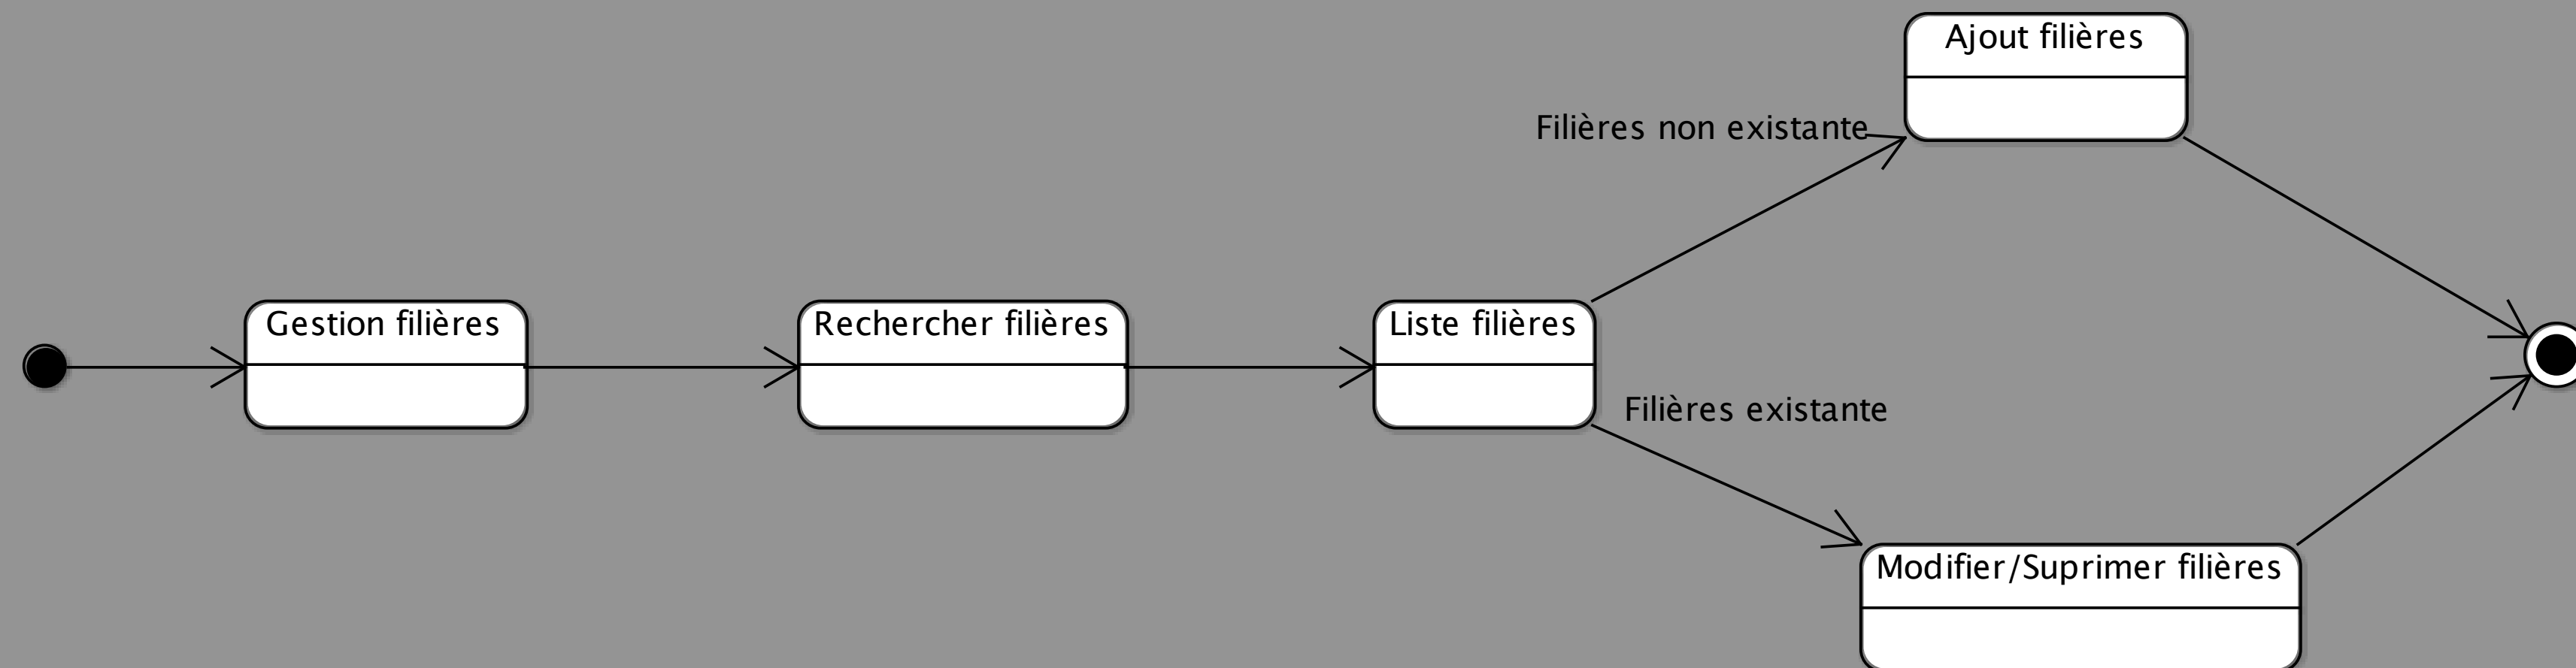 Ajout filières
Filières non existante
Gestion filières
Rechercher filières
Liste filières
Filières existante
Modifier/Suprimer filières